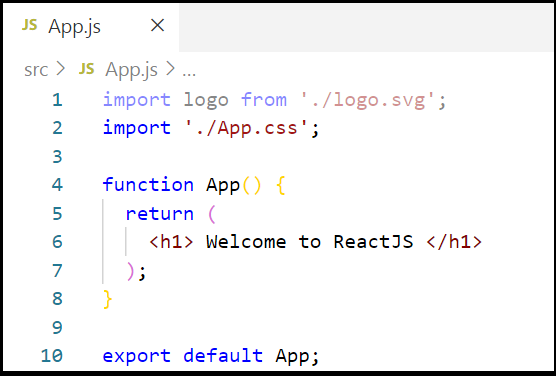 JS App.js ×
src > JS App.js > ...
1 import logo from './logo.svg';
2 import './App.css';
3
4 function App() {
5   return (
6     <h1> Welcome to ReactJS </h1>
7   );
8 }
9
10 export default App;